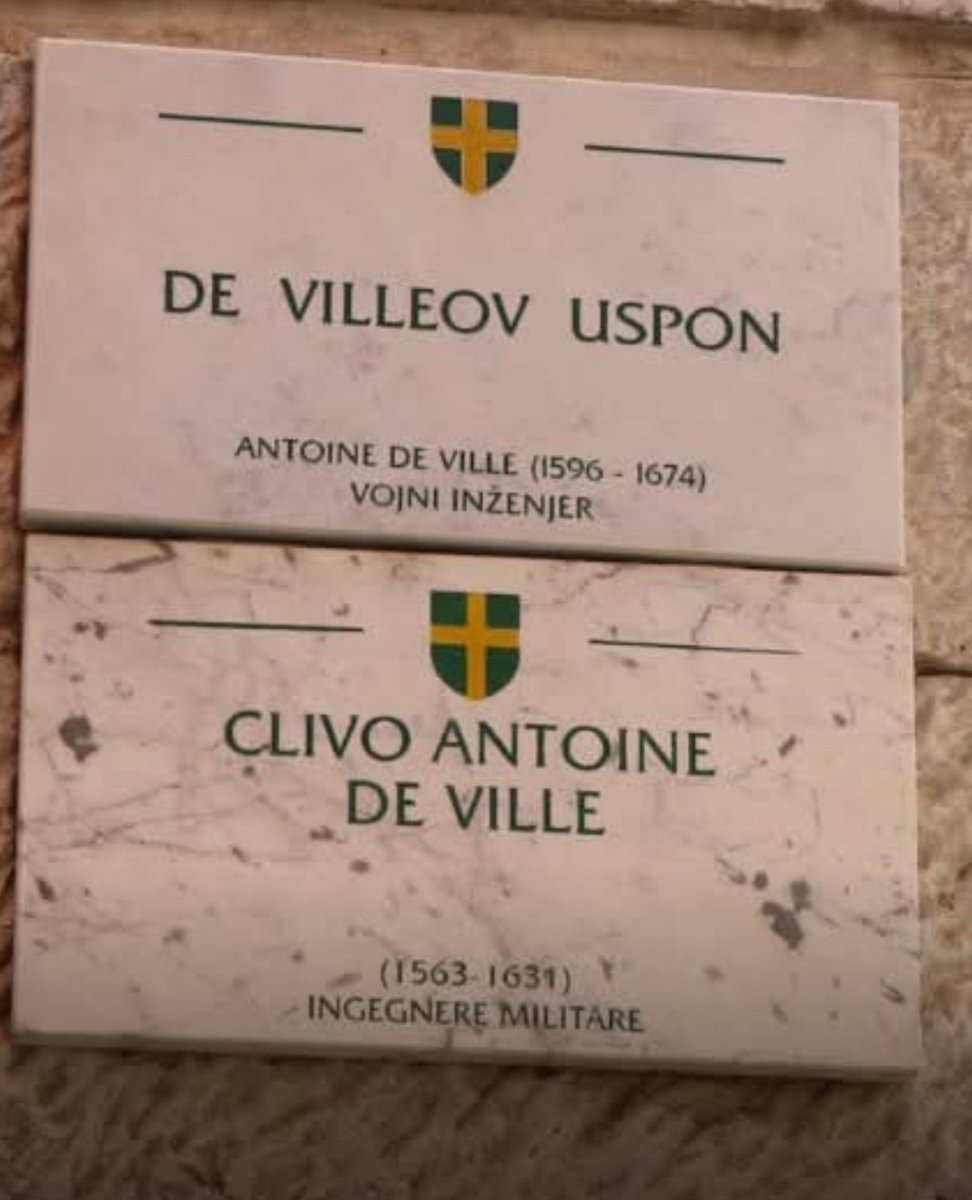 DE VILLEOV USPON
ANTOINE DE VILLE (1596 - 1674)
VOJNI INŽENJER
CLIVO ANTOINE
DE VILLE
(1563-1631)
INGEGNERE MILITARE